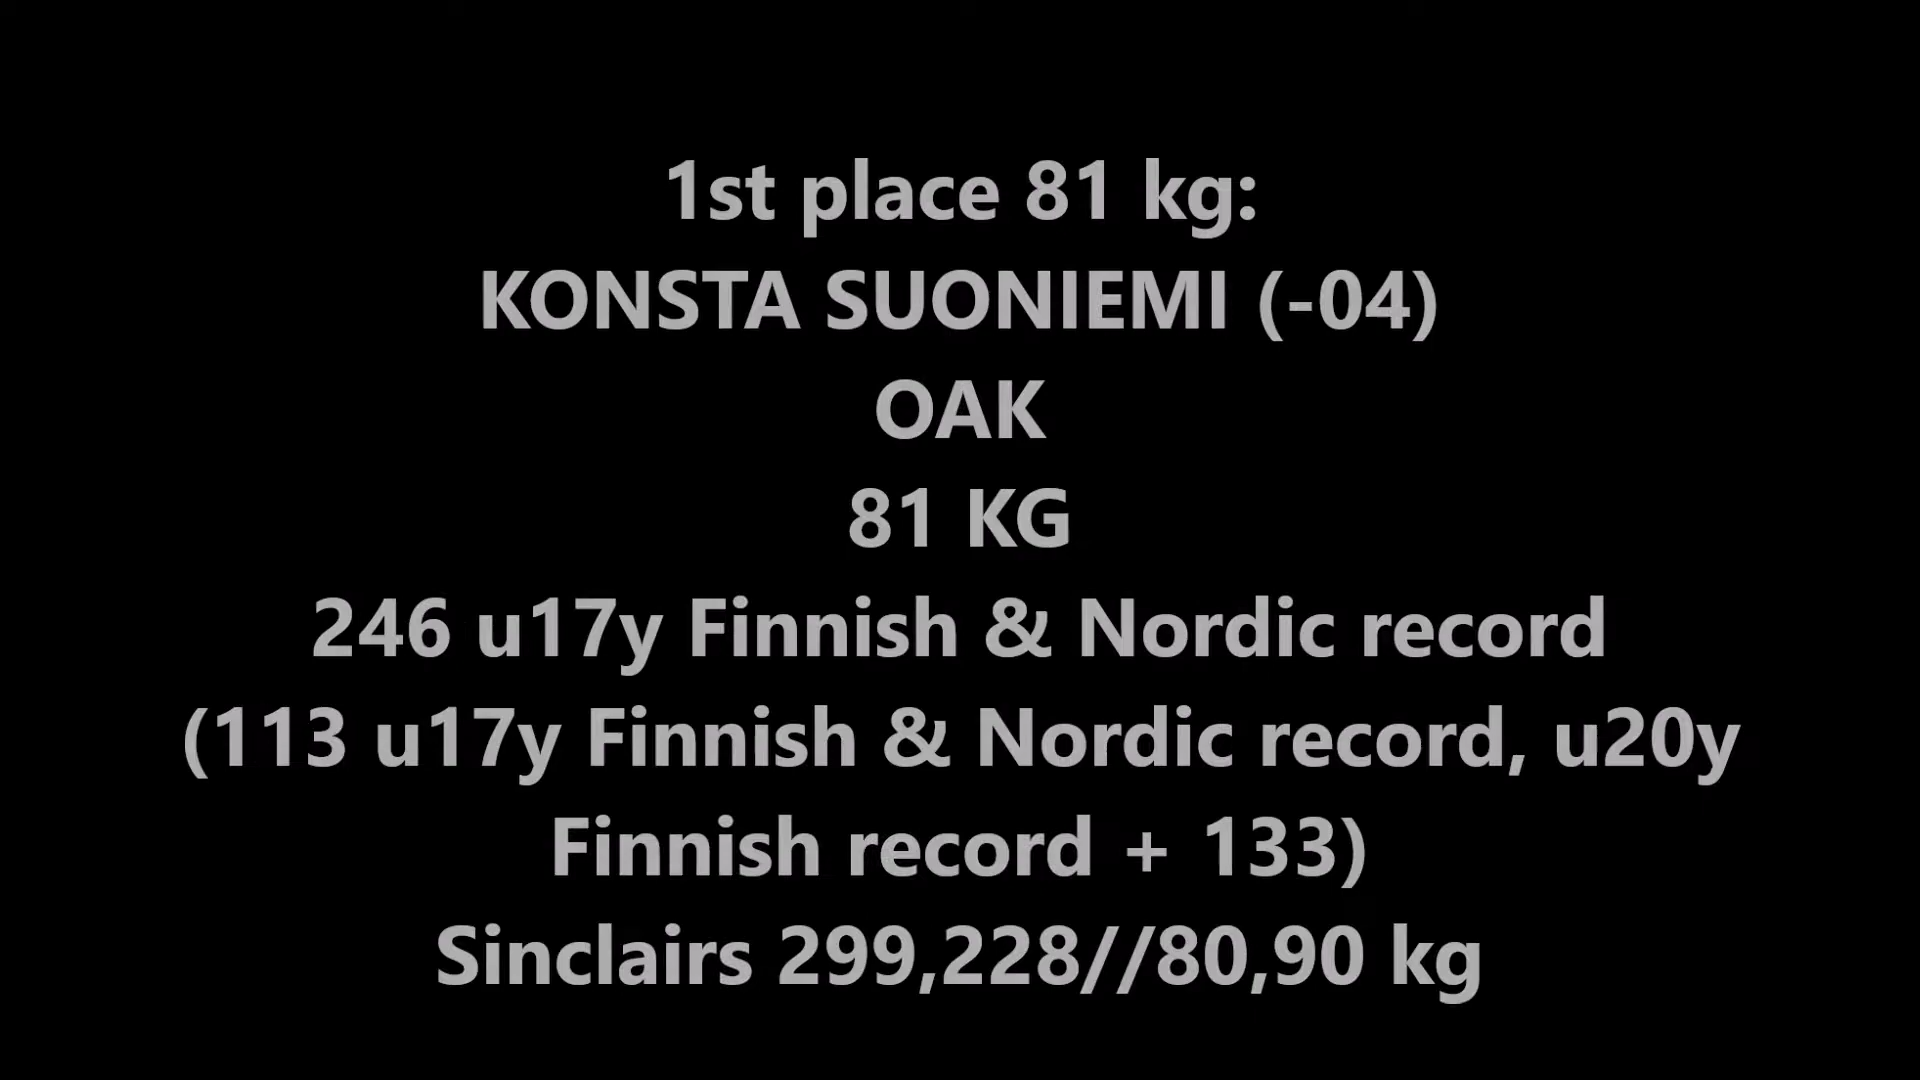 1st place 81 kg:
KONSTA SUONIEMI (-04)
OAK
81 KG
246 u17y Finnish & Nordic record
(113 u17y Finnish & Nordic record, u20y
Finnish record + 133)
Sinclairs 299,228//80,90 kg